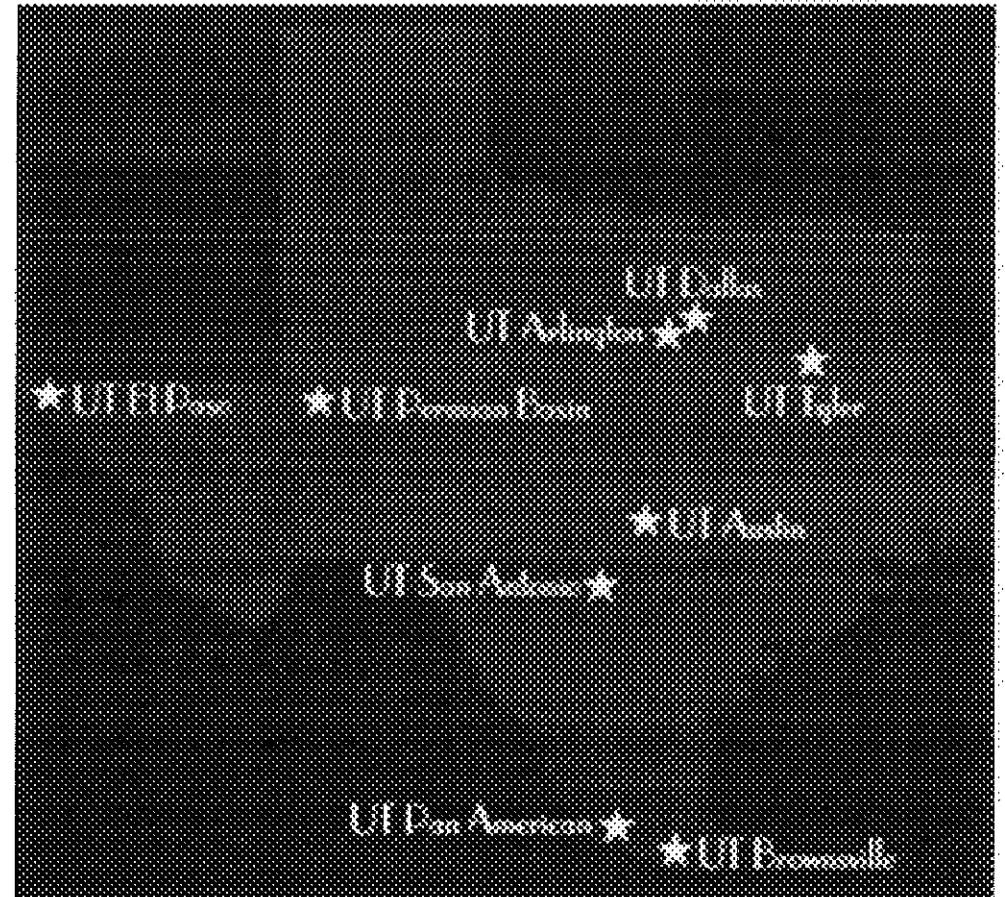 UT Dallas
UT Arlington
UT Tyler
UT El Paso
UT Permian Basin
UT Austin
UT San Antonio
UT Pan American
UT Brownsville